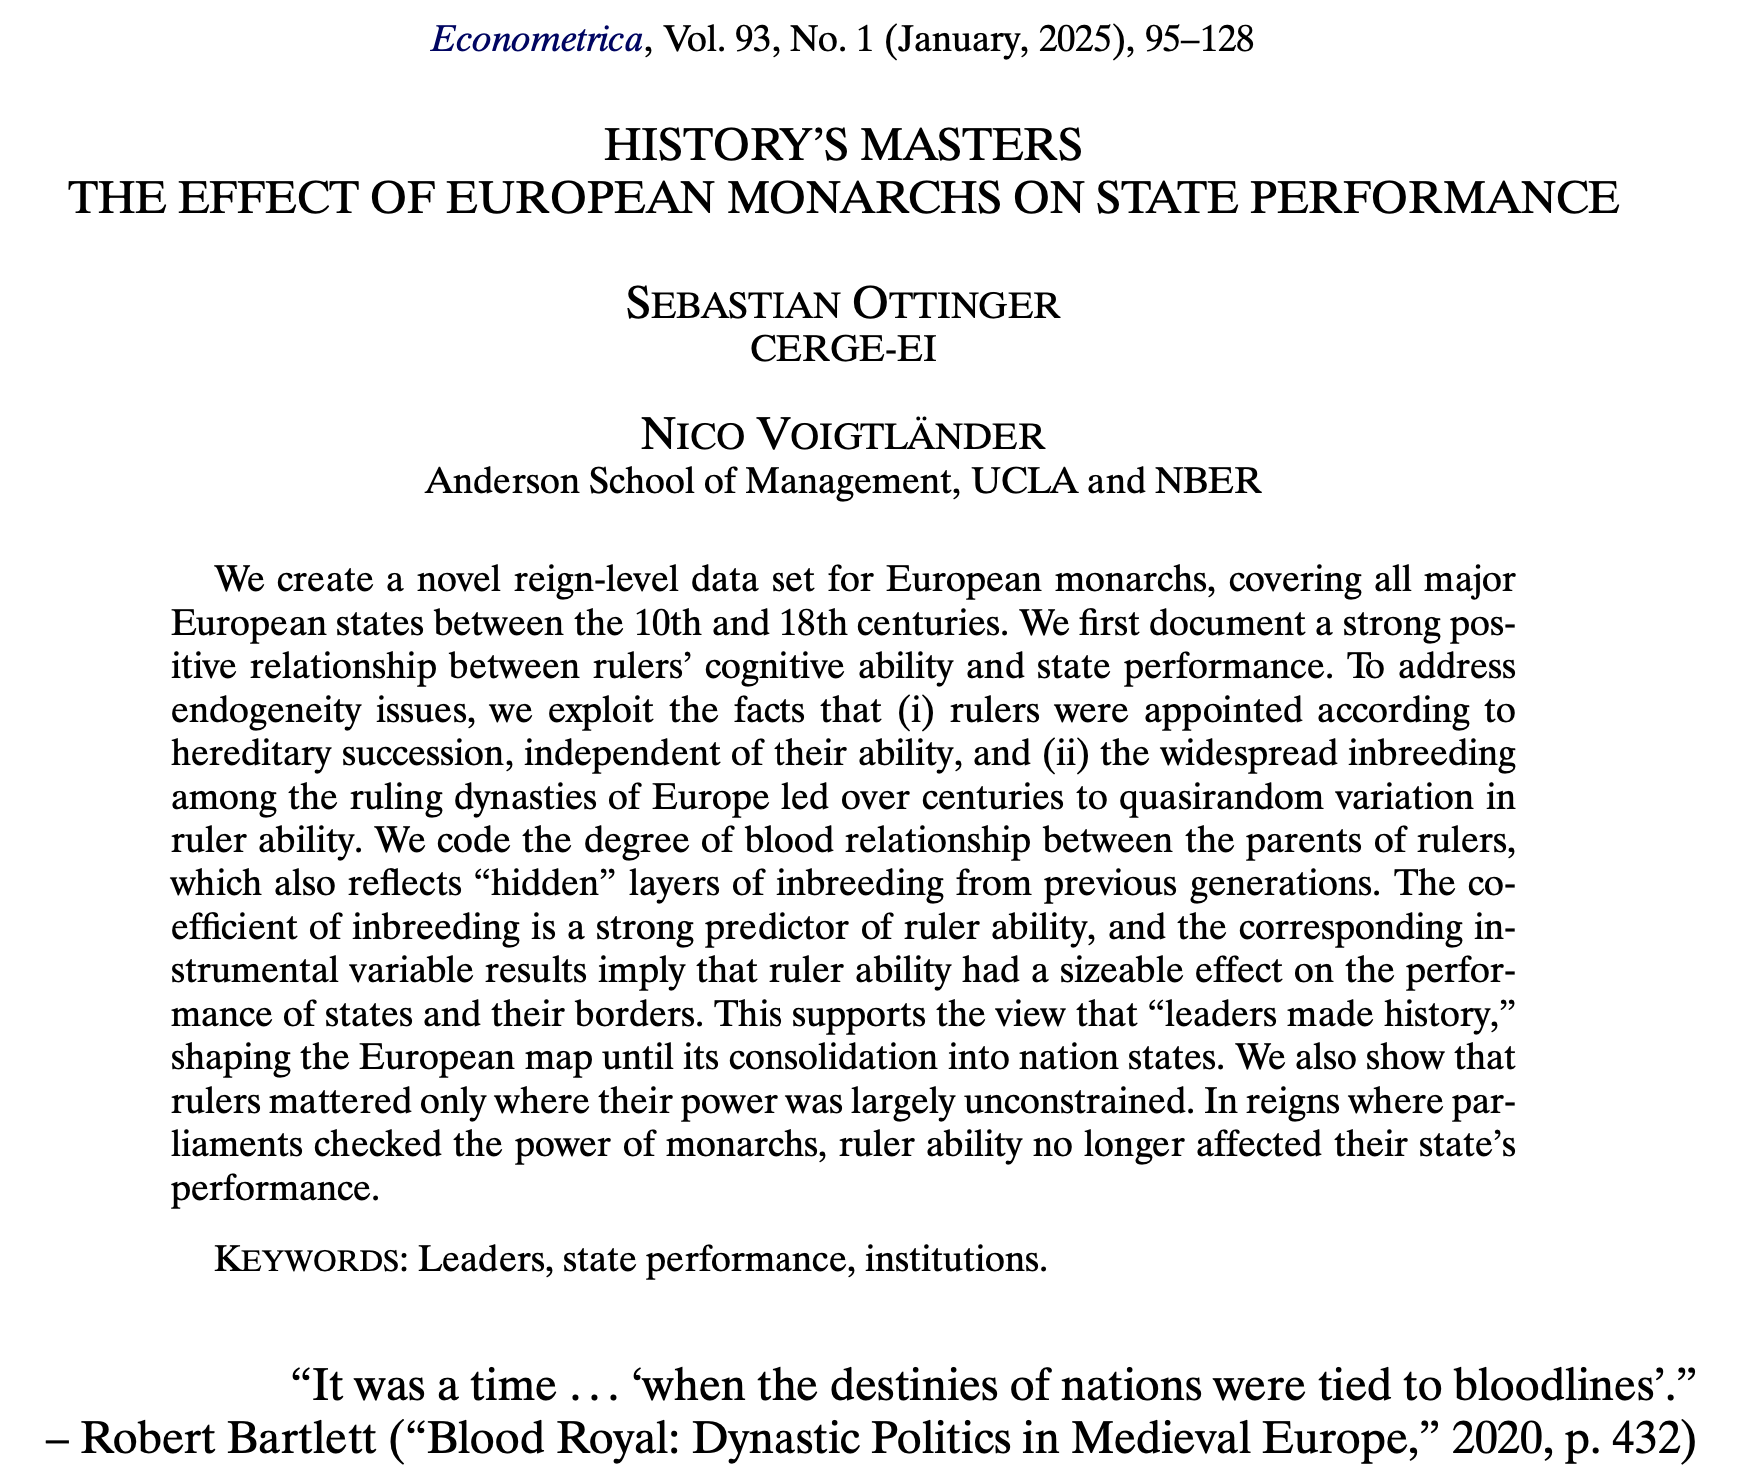 Econometrica, Vol. 93, No. 1 (January, 2025), 95–128
HISTORY’S MASTERS
THE EFFECT OF EUROPEAN MONARCHS ON STATE PERFORMANCE
SEBASTIAN OTTINGER
CERGE-EI
NICO VOIGTLÄNDER
Anderson School of Management, UCLA and NBER
We create a novel reign-level data set for European monarchs, covering all major
European states between the 10th and 18th centuries. We first document a strong pos-
itive relationship between rulers’ cognitive ability and state performance. To address
endogeneity issues, we exploit the facts that (i) rulers were appointed according to
hereditary succession, independent of their ability, and (ii) the widespread inbreeding
among the ruling dynasties of Europe led over centuries to quasirandom variation in
ruler ability. We code the degree of blood relationship between the parents of rulers,
which also reflects “hidden” layers of inbreeding from previous generations. The co-
efficient of inbreeding is a strong predictor of ruler ability, and the corresponding in-
strumental variable results imply that ruler ability had a sizeable effect on the perfor-
mance of states and their borders. This supports the view that “leaders made history,”
shaping the European map until its consolidation into nation states. We also show that
rulers mattered only where their power was largely unconstrained. In reigns where par-
liaments checked the power of monarchs, ruler ability no longer affected their state’s
performance.
KEYWORDS: Leaders, state performance, institutions.
“It was a time … ‘when the destinies of nations were tied to bloodlines’.”
– Robert Bartlett (“Blood Royal: Dynastic Politics in Medieval Europe,” 2020, p. 432)